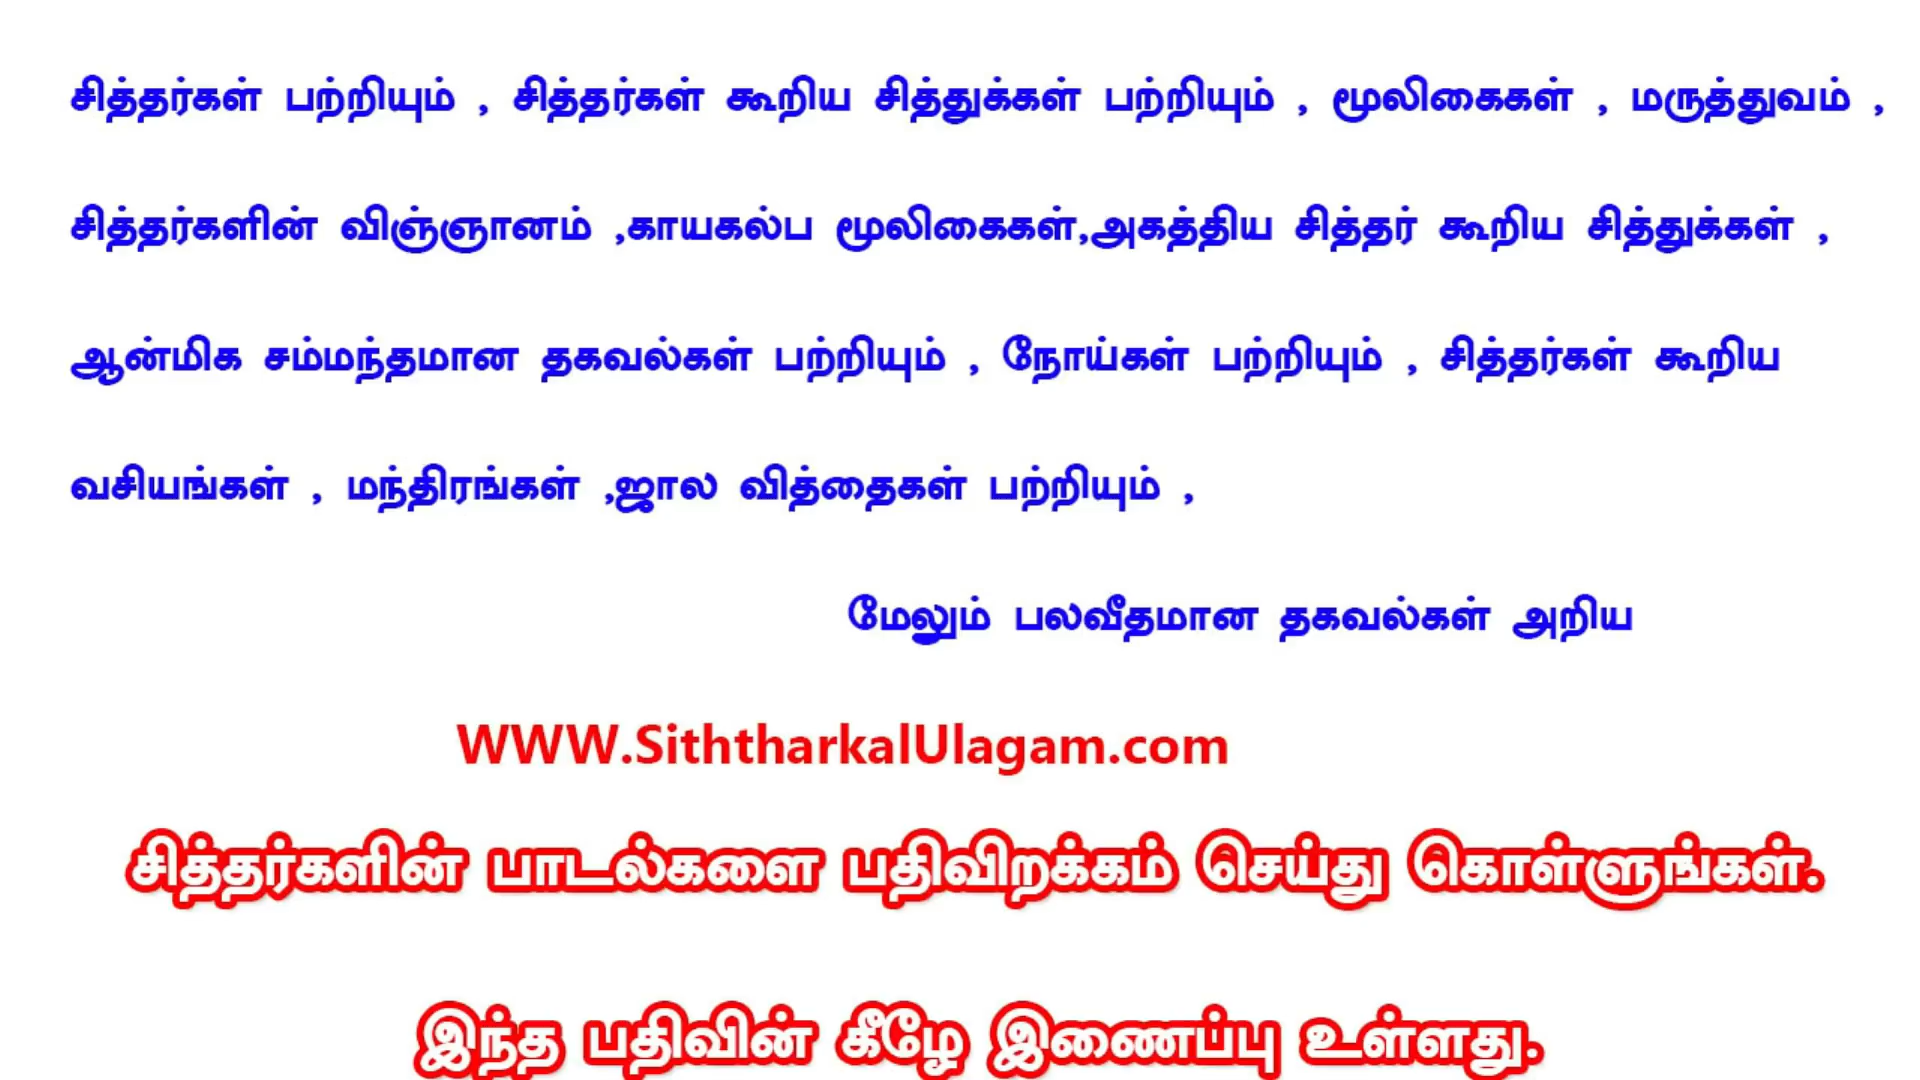 சித்தர்கள் பற்றியும் , சித்தர்கள் கூறிய சித்துக்கள் பற்றியும் , மூலிகைகள் , மருத்துவம் ,
சித்தர்களின் விஞ்ஞானம் ,காயகல்ப மூலிகைகள்,அகத்திய சித்தர் கூறிய சித்துக்கள் ,
ஆன்மிக சம்மந்தமான தகவல்கள் பற்றியும் , நோய்கள் பற்றியும் , சித்தர்கள் கூறிய
வசியங்கள் , மந்திரங்கள் ,ஜால வித்தைகள் பற்றியும் ,
மேலும் பலவீதமான தகவல்கள் அறிய
WWW.SiththarkalUlagam.com
சித்தர்களின் பாடல்களை பதிவிறக்கம் செய்து கொள்ளுங்கள்.
இந்த பதிவின் கீழே இணைப்பு உள்ளது.